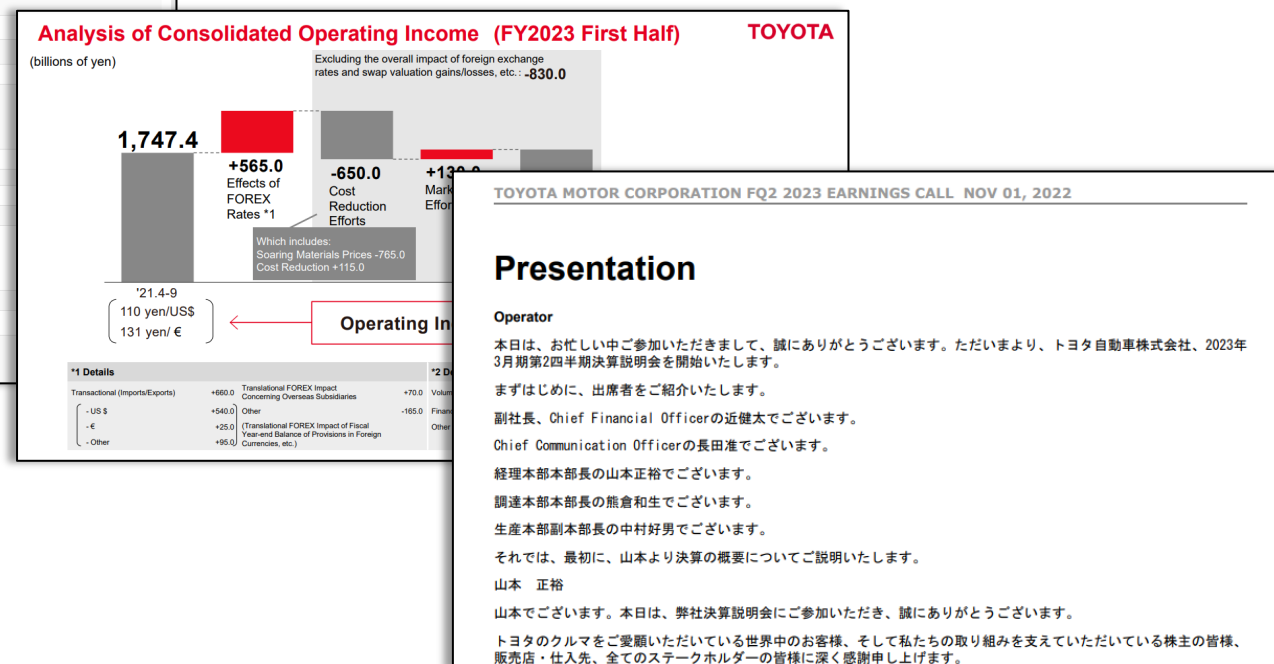 Analysis of Consolidated Operating Income (FY2023 First Half)
TOYOTA
(billions of yen)
Excluding the overall impact of foreign exchange
rates and swap valuation gains/losses, etc.: -830.0
1,747.4
+565.0
Effects of
FOREX
Rates *1
-650.0
Cost
Reduction
Efforts
Which includes:
Soaring Materials Prices -765.0
Cost Reduction +115.0
'21.4-9
110 yen/US$
131 yen/ €
Operating
*1 Details
Transactional (Imports/Exports) +660.0
- US $ +540.0
- € +25.0
- Other +95.0
Translational FOREX Impact
Concerning Overseas Subsidiaries +70.0
Other -165.0
(Translational FOREX Impact of Fiscal
Year-end Balance of Provisions in Foreign
Currencies, etc.)
*2
Other
TOYOTA MOTOR CORPORATION FQ2 2023 EARNINGS CALL NOV 01, 2022
Presentation
Operator
本日は、お忙しい中ご参加いただきまして、誠にありがとうございます。ただいまより、トヨタ自動車株式会社、2023年
3月期第2四半期決算説明会を開始いたします。
まずはじめに、出席者をご紹介いたします。
副社長、Chief Financial Officerの近健太でございます。
Chief Communication Officerの長田准でございます。
経理本部本部長の山本正裕でございます。
調達本部本部長の熊倉和生でございます。
生産本部副本部長の中村好男でございます。
それでは、最初に、山本より決算の概要についてご説明いたします。
山本 正裕
山本でございます。本日は、弊社決算説明会にご参加いただき、誠にありがとうございます。
トヨタのクルマをご愛顧いただいている世界中のお客様、そして私たちの取り組みを支えていただいている株主の皆様、
販売店・仕入先、全てのステークホルダーの皆様に深く感謝申し上げます。